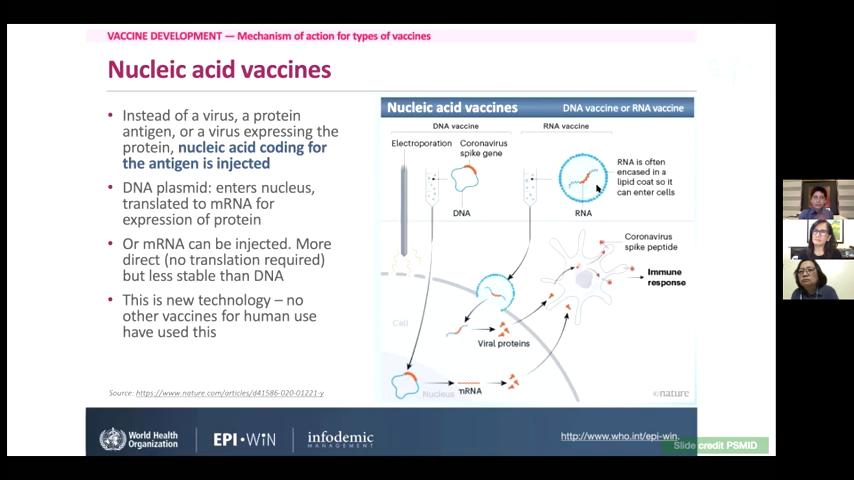 VACCINE DEVELOPMENT — Mechanism of action for types of vaccines
Nucleic acid vaccines
• Instead of a virus, a protein
antigen, or a virus expressing the
protein, nucleic acid coding for
the antigen is injected
• DNA plasmid: enters nucleus,
translated to mRNA for
expression of protein
• Or mRNA can be injected. More
direct (no translation required)
but less stable than DNA
• This is new technology – no
other vaccines for human use
have used this
Source: https://www.nature.com/articles/d41586-020-01221-y
Nucleic acid vaccines
DNA vaccine or RNA vaccine
DNA vaccine
RNA vaccine
Electroporation
Coronavirus
spike gene
RNA is often
encased in a
lipid coat so it
can enter cells
DNA
RNA
Coronavirus
spike peptide
Immune
response
Cell
Viral proteins
Nucleus
mRNA
©nature
World Health
Organization
EPI•WiN
infodemic
MANAGEMENT
http://www.who.int/epi-win.
Slide credit PSMID